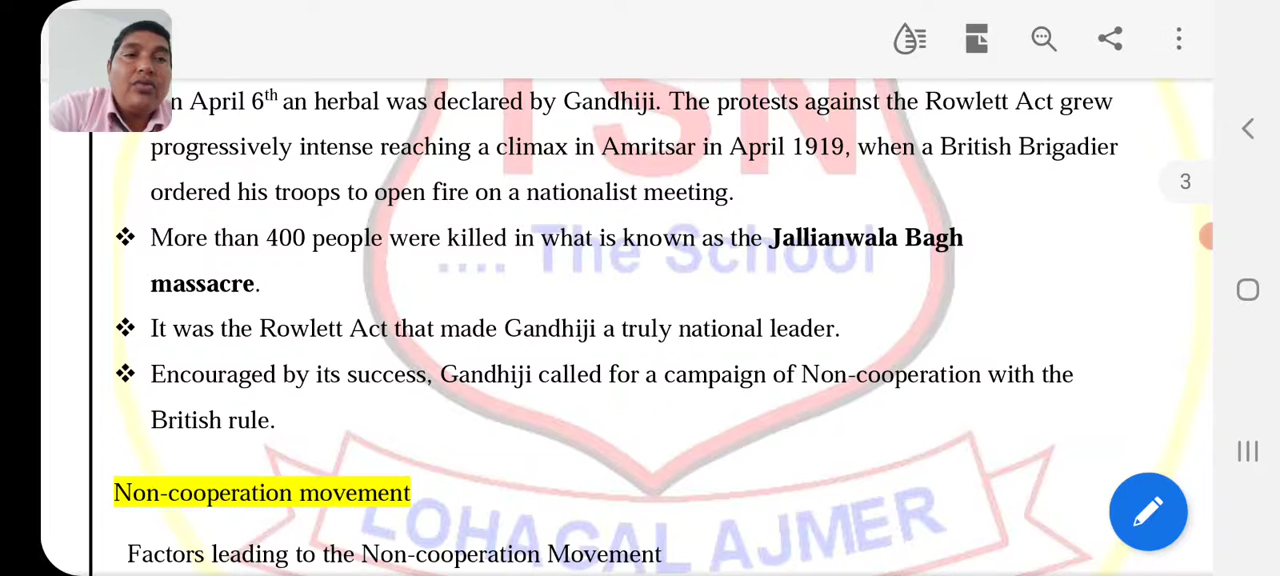 n April 6th an herbal was declared by Gandhiji. The protests against the Rowlett Act grew
progressively intense reaching a climax in Amritsar in April 1919, when a British Brigadier
ordered his troops to open fire on a nationalist meeting.
❖ More than 400 people were killed in what is known as the Jallianwala Bagh
massacre.
❖ It was the Rowlett Act that made Gandhiji a truly national leader.
❖ Encouraged by its success, Gandhiji called for a campaign of Non-cooperation with the
British rule.
Non-cooperation movement
Factors leading to the Non-cooperation Movement
3
TSN
.... The School
LOHAGAL AJMER